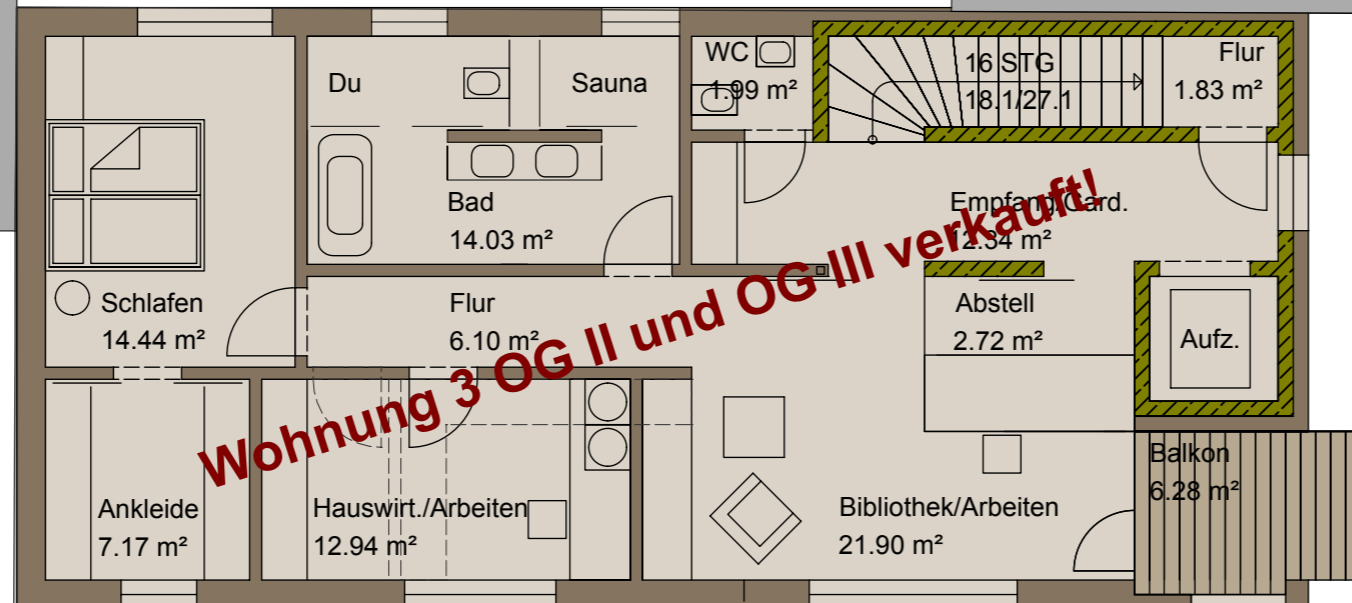 WC
1.99 m²
16 STG
18.1/27.1
Flur
1.83 m²
Du
Sauna
Bad
14.03 m²
Empfang/Gard.
12.34 m²
Schlafen
14.44 m²
Flur
6.10 m²
Abstell
2.72 m²
Aufz.
Wohnung 3 OG II und OG III verkauft!
Ankleide
7.17 m²
Hauswirt./Arbeiten
12.94 m²
Bibliothek/Arbeiten
21.90 m²
Balkon
6.28 m²